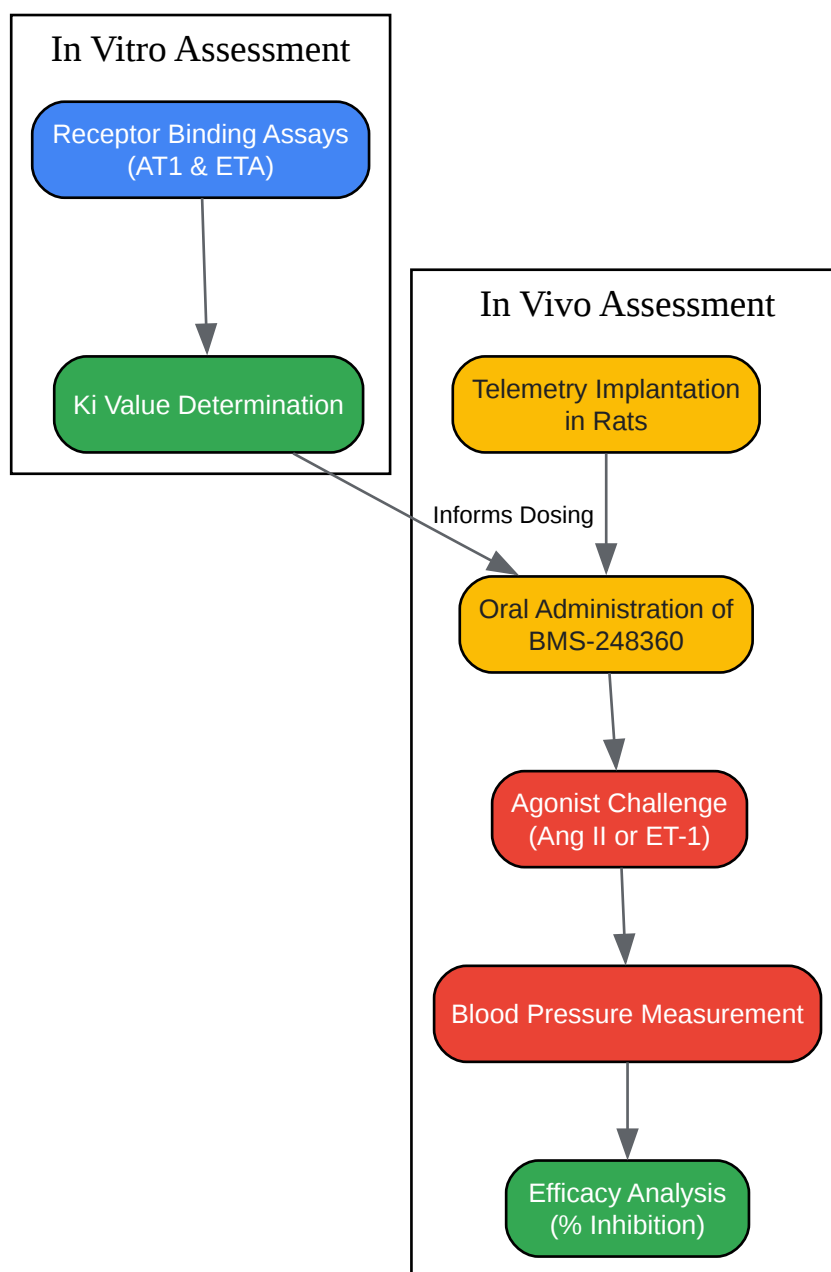 In Vitro Assessment
Receptor Binding Assays
(AT1 & ETA)
Ki Value Determination
In Vivo Assessment
Telemetry Implantation
in Rats
Informs Dosing
Oral Administration of
BMS-248360
Agonist Challenge
(Ang II or ET-1)
Blood Pressure Measurement
Efficacy Analysis
(% Inhibition)